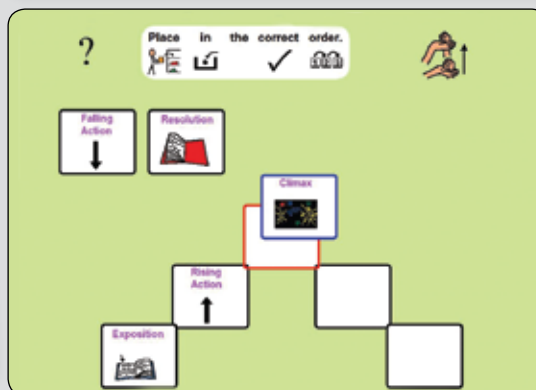 ?
Place in the correct order.
Falling
Action
Resolution
Climax
Rising
Action
Exposition